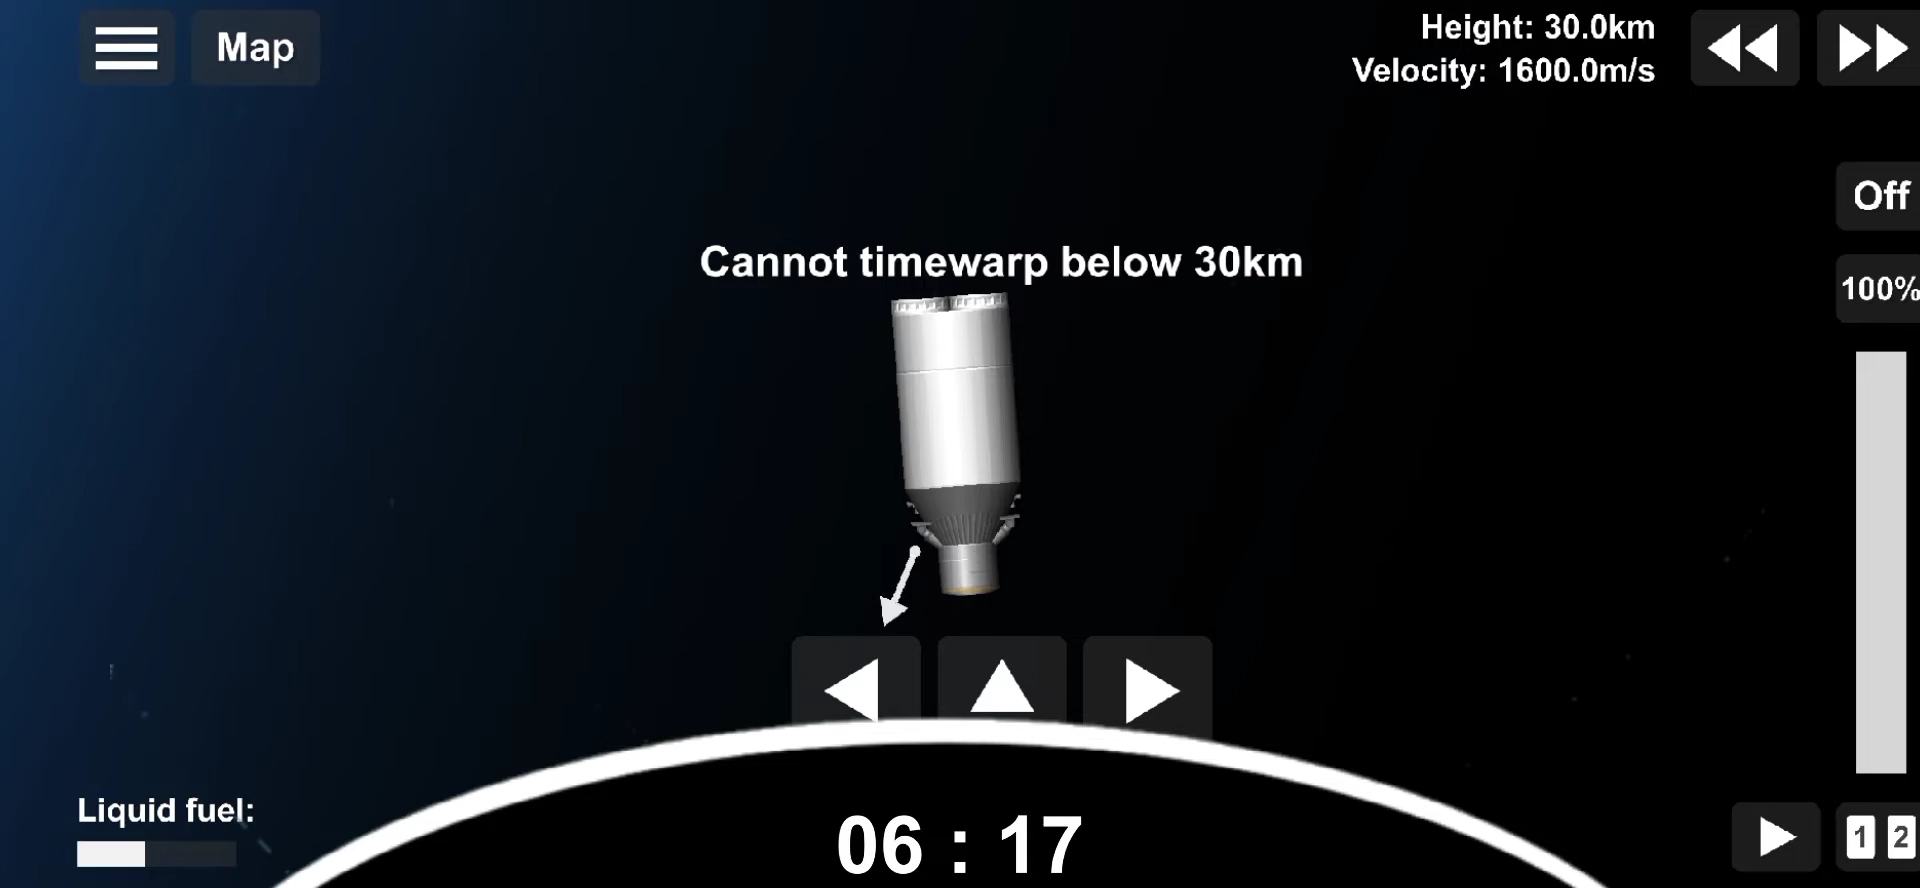 Map
Height: 30.0km
Velocity: 1600.0m/s
Off
100%
Cannot timewarp below 30km
Liquid fuel:
06 : 17
1 2